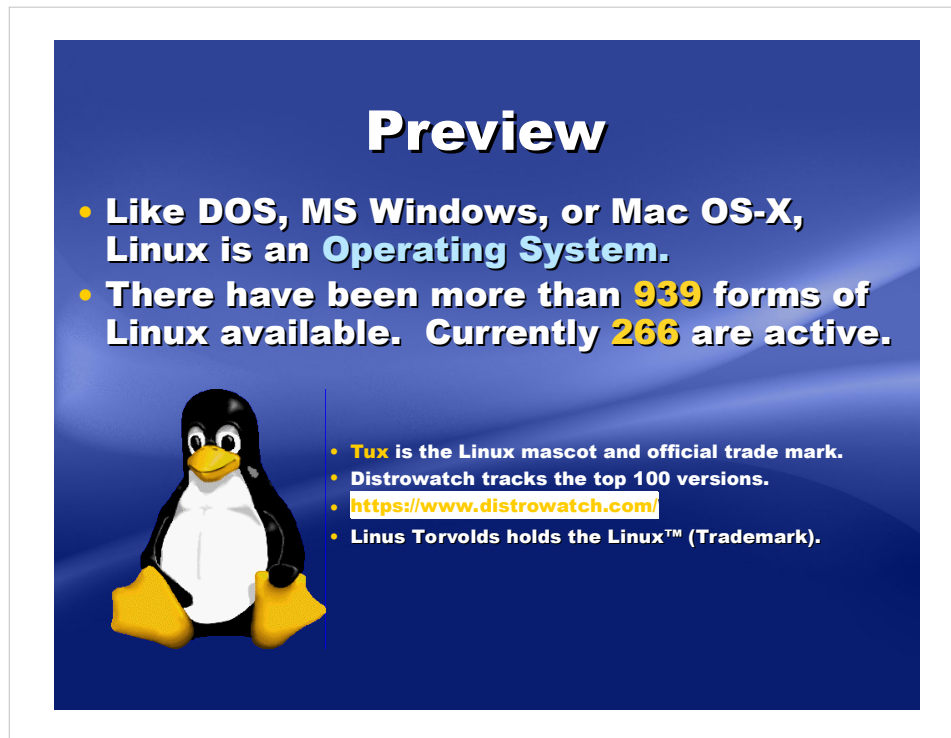 Preview
• Like DOS, MS Windows, or Mac OS-X,
Linux is an Operating System.
• There have been more than 939 forms of
Linux available.  Currently 266 are active.
• Tux is the Linux mascot and official trade mark.
• Distrowatch tracks the top 100 versions.
• https://www.distrowatch.com/
• Linus Torvolds holds the Linux™ (Trademark).